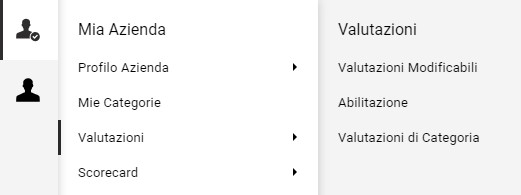 Mia Azienda
Profilo Azienda
Mie Categorie
Valutazioni
Scorecard
Valutazioni
Valutazioni Modificabili
Abilitazione
Valutazioni di Categoria